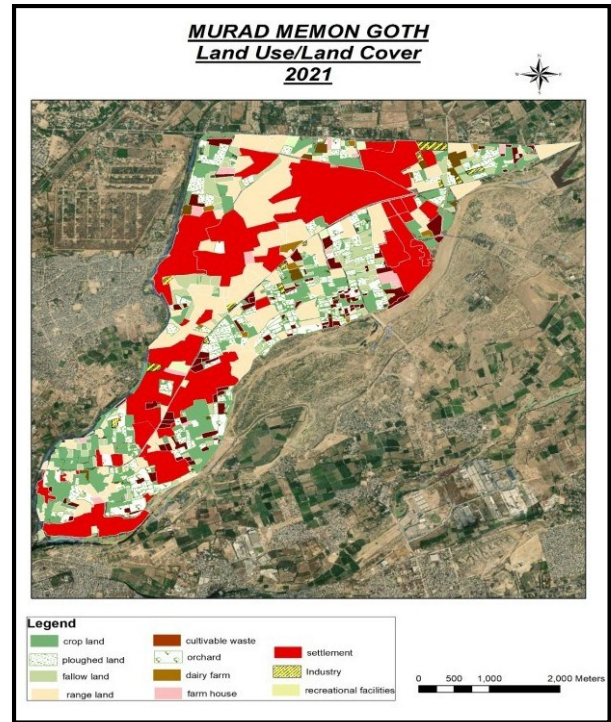 MURAD MEMON GOTH
Land Use/Land Cover
2021
N
Legend
crop land
ploughed land
fallow land
range land
cultivable waste
orchard
dairy farm
farm house
settlement
Industry
recreational facilities
0 500 1,000 2,000 Meters